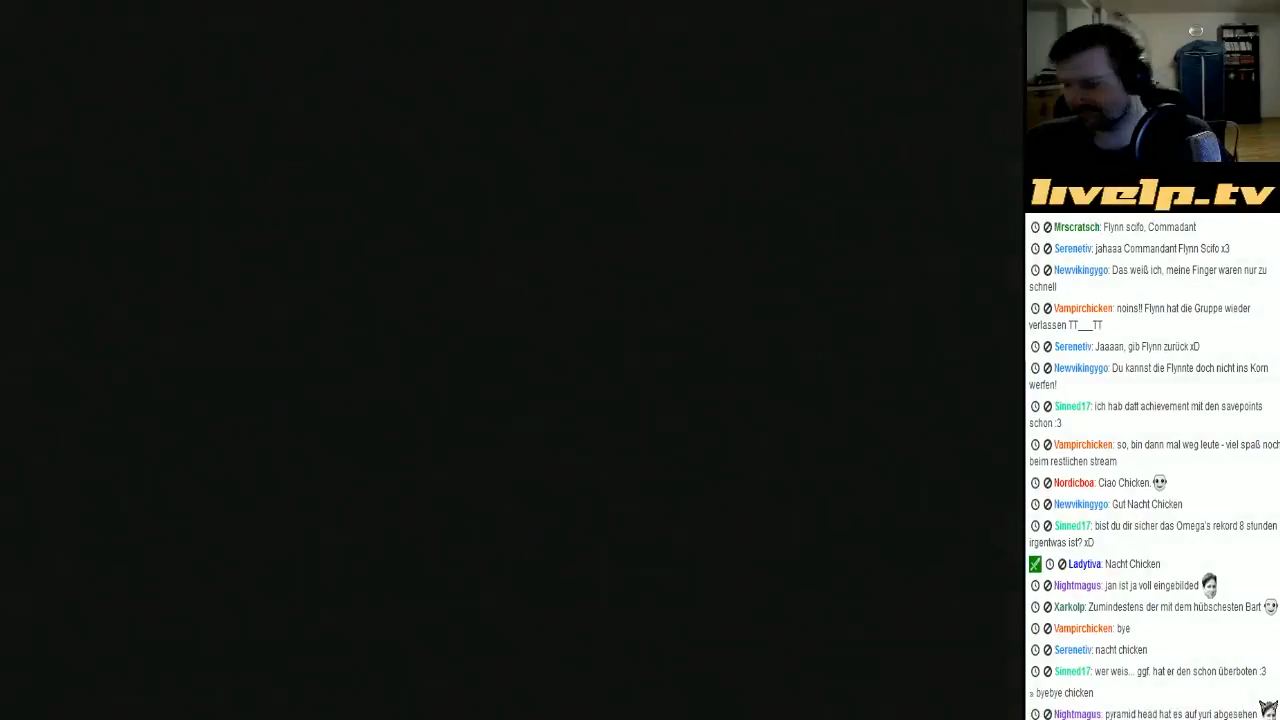 live1p.tv
Mrscratsch: Flynn scifo, Commadant
Serenetiv: jahaaa Commandant Flynn Scifo x3
Newvikingygo: Das weiß ich, meine Finger waren nur zu
schnell
Vampirchicken: noins!! Flynn hat die Gruppe wieder
verlassen TT___TT
Serenetiv: Jaaaan, gib Flynn zurück xD
Newvikingygo: Du kannst die Flynnte doch nicht ins Korn
werfen!
Sinned17: ich hab datt achievement mit den savepoints
schon :3
Vampirchicken: so, bin dann mal weg leute - viel spaß noch
beim restlichen stream
Nordicboa: Ciao Chicken.
Newvikingygo: Gut Nacht Chicken
Sinned17: bist du dir sicher das Omega's rekord 8 stunden
irgentwas ist? xD
Ladytiva: Nacht Chicken
Nightmagus: jan ist ja voll eingebilded
Xarkolp: Zumindestens der mit dem hübschesten Bart
Vampirchicken: bye
Serenetiv: nacht chicken
Sinned17: wer weis... ggf. hat er den schon überboten :3
» byebye chicken
Nightmagus: pyramid head hat es auf yuri abgesehen